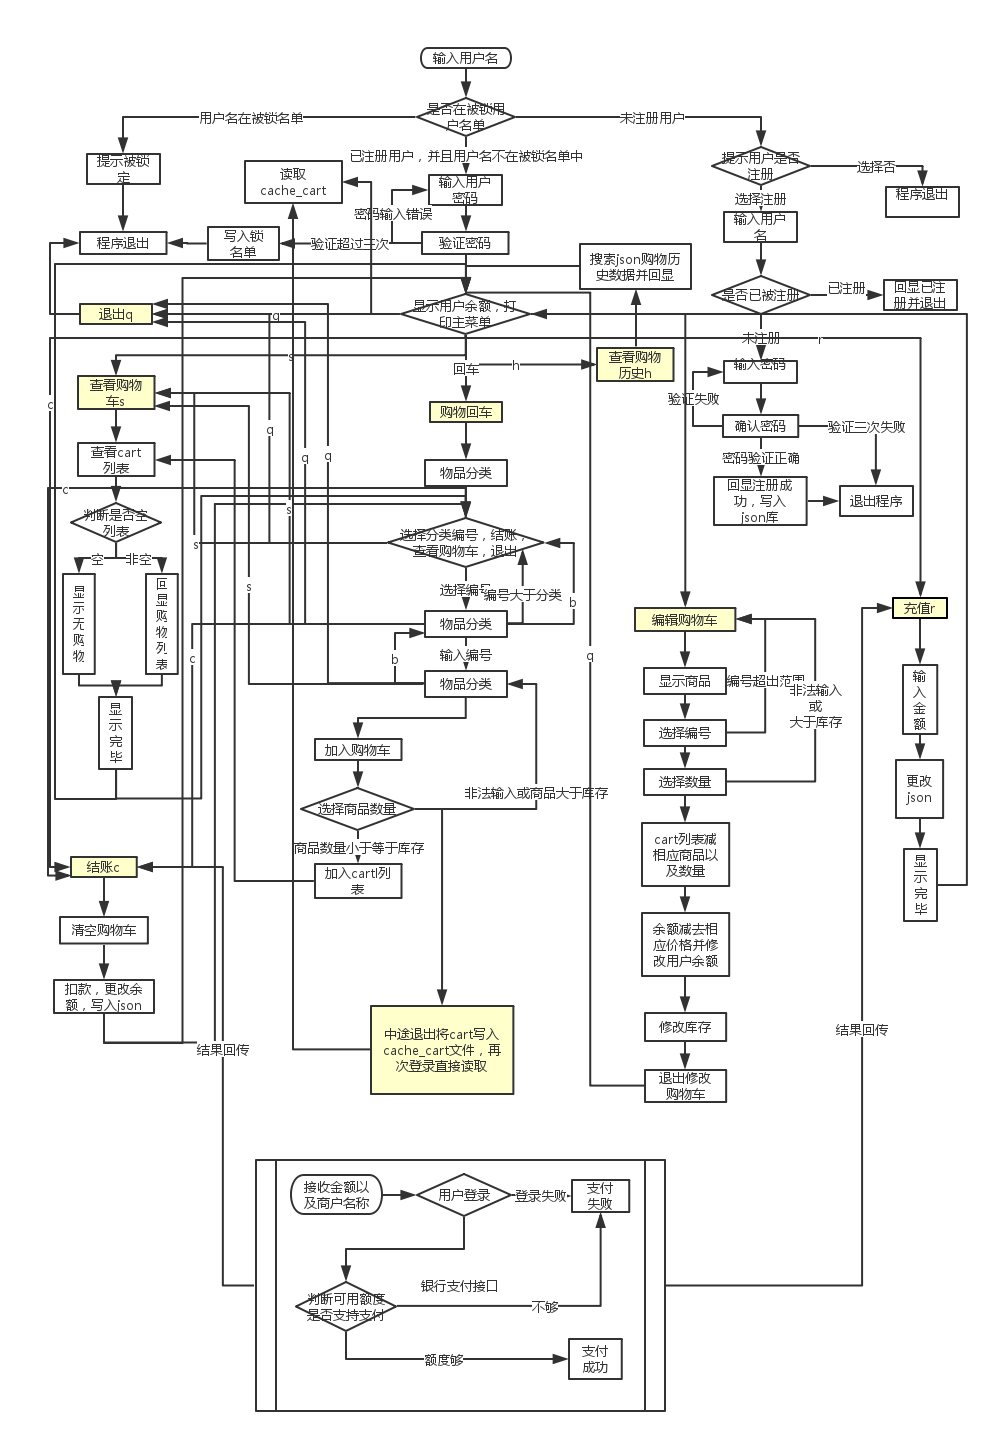 输入用户名
是否在被锁用
户名单
用户名在被锁名单
未注册用户
已注册用户，并且用户名不在被锁名单中
提示被锁
定
读取
cache_cart
输入用户
密码
密码输入错误
提示用户是否
注册
选择否
程序退出
选择注册
输入用户
名
程序退出
写入锁
名单
验证超过三次
验证密码
搜索json购物历
史数据并回显
是否已被注册
已注册
回显已注
册并退出
退出q
q
显示用户余额，打
印主菜单
未注册
r
s
回车
h
查看购物
历史h
输入密码
查看购物
车s
c
购物回车
验证失败
确认密码
验证三次失败
q
q
q
查看cart
列表
物品分类
密码验证正确
c
回显注册成
功，写入
json库
退出程序
s
判断是否空
列表
选择分类编号，结账，
查看购物车，退出
s
空
非空
显
示
无
购
物
回
显
购
物
列
表
s
选择编号
编号大于分类
b
物品分类
编辑购物车
充值r
c
b
输入编号
q
物品分类
显示商品
编号超出范围
非法输入
或
大于库存
输
入
金
额
显
示
完
毕
加入购物车
选择编号
选择数量
更改
json
选择商品数量
非法输入或商品大于库存
商品数量小于等于库存
cart列表减
相应商品以
及数量
结账c
加入cartl列
表
显
示
完
毕
清空购物车
余额减去相
应价格并修
改用户余额
扣款，更改余
额，写入json
结果回传
中途退出将cart写入
cache_cart文件，再
次登录直接读取
修改库存
结果回传
退出修改
购物车
接收金额以
及商户名称
用户登录
登录失败
支付
失败
银行支付接口
判断可用额度
是否支持支付
不够
额度够
支付
成功